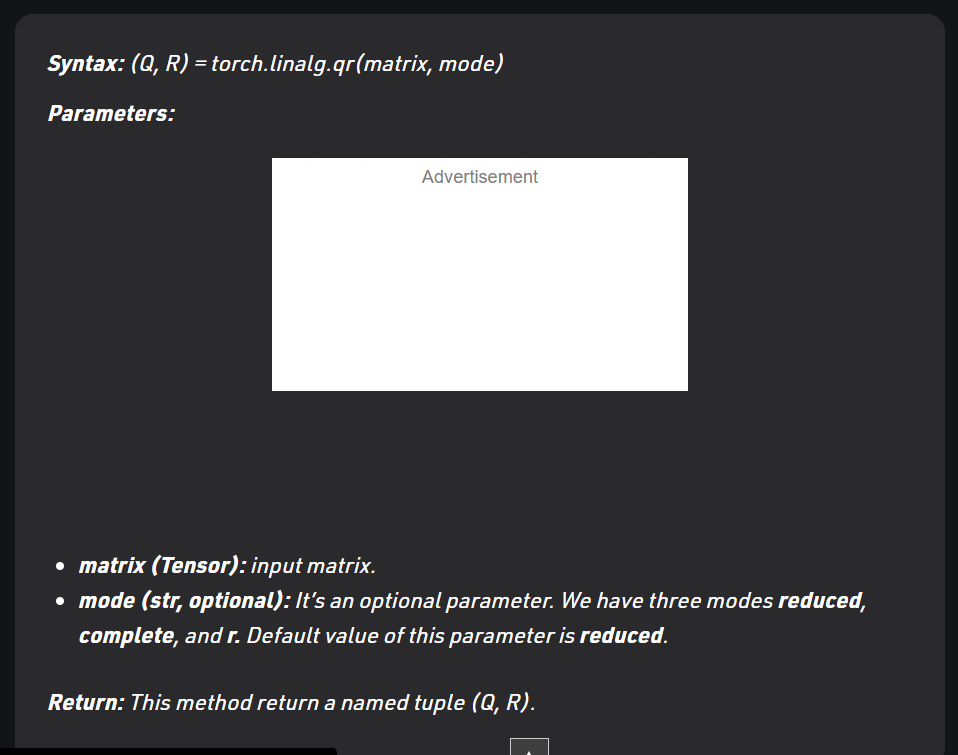 Syntax: (Q, R) = torch.linalg.qr(matrix, mode)
Parameters:
Advertisement
matrix (Tensor): input matrix.
mode (str, optional): It’s an optional parameter. We have three modes reduced,
complete, and r. Default value of this parameter is reduced.
Return: This method return a named tuple (Q, R).